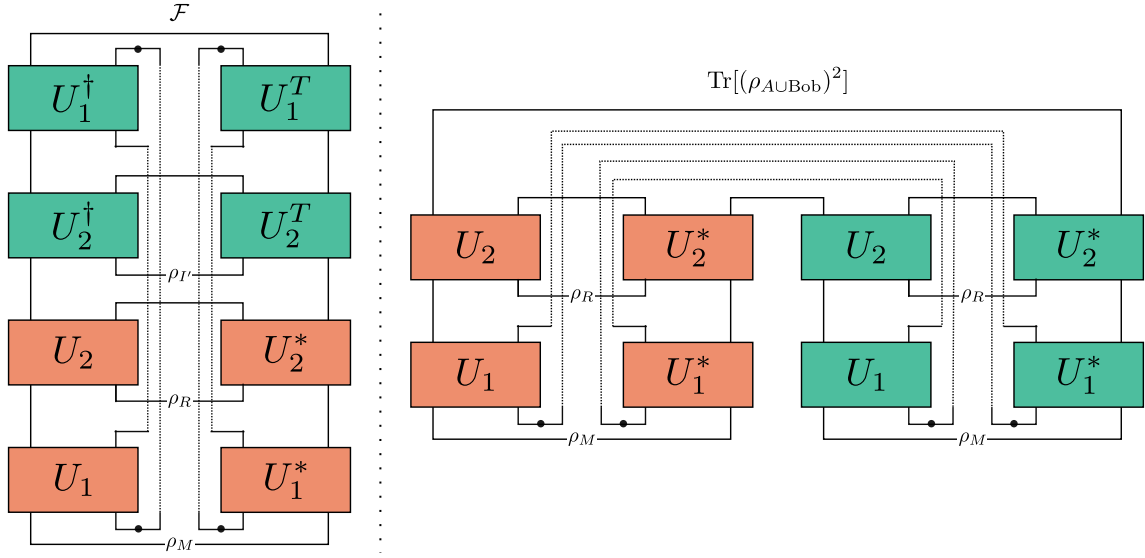 𝓕
U₁† U₁ᵀ
U₂† U₂ᵀ
ρ_I′
U₂ U₂*
ρ_R
U₁ U₁*
ρ_M
Tr[(ρ_{A∪Bob})²]
U₂ U₂* U₂ U₂*
ρ_R ρ_R
U₁ U₁* U₁ U₁*
ρ_M ρ_M